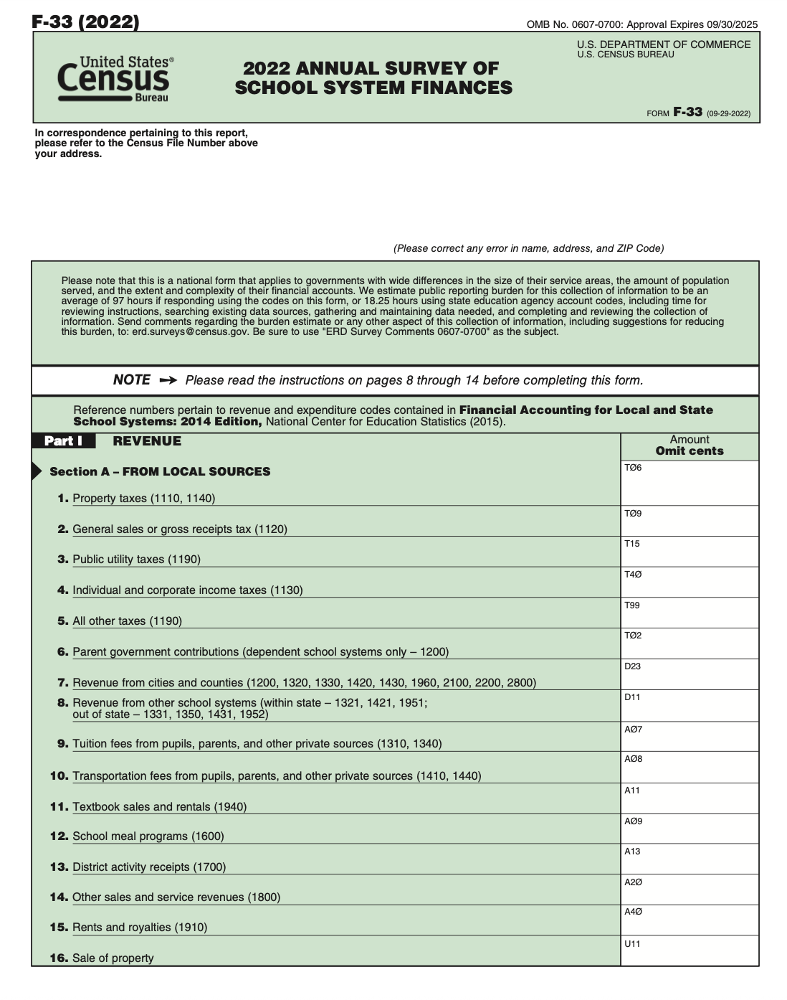 F-33 (2022)
OMB No. 0607-0700: Approval Expires 09/30/2025
U.S. DEPARTMENT OF COMMERCE
U.S. CENSUS BUREAU
United States®
Census
Bureau
2022 ANNUAL SURVEY OF
SCHOOL SYSTEM FINANCES
FORM F-33 (09-29-2022)
In correspondence pertaining to this report,
please refer to the Census File Number above
your address.
(Please correct any error in name, address, and ZIP Code)
Please note that this is a national form that applies to governments with wide differences in the size of their service areas, the amount of population
served, and the extent and complexity of their financial accounts. We estimate public reporting burden for this collection of information to be an
average of 97 hours if responding using the codes on this form, or 18.25 hours using state education agency account codes, including time for
reviewing instructions, searching existing data sources, gathering and maintaining data needed, and completing and reviewing the collection of
information. Send comments regarding the burden estimate or any other aspect of this collection of information, including suggestions for reducing
this burden, to: erd.surveys@census.gov. Be sure to use "ERD Survey Comments 0607-0700" as the subject.
NOTE → Please read the instructions on pages 8 through 14 before completing this form.
Reference numbers pertain to revenue and expenditure codes contained in Financial Accounting for Local and State
School Systems: 2014 Edition, National Center for Education Statistics (2015).
Part I REVENUE
Amount
Omit cents
Section A – FROM LOCAL SOURCES
TØ6
1. Property taxes (1110, 1140)
TØ9
2. General sales or gross receipts tax (1120)
T15
3. Public utility taxes (1190)
T4Ø
4. Individual and corporate income taxes (1130)
T99
5. All other taxes (1190)
TØ2
6. Parent government contributions (dependent school systems only – 1200)
D23
7. Revenue from cities and counties (1200, 1320, 1330, 1420, 1430, 1960, 2100, 2200, 2800)
D11
8. Revenue from other school systems (within state – 1321, 1421, 1951;
out of state – 1331, 1350, 1431, 1952)
AØ7
9. Tuition fees from pupils, parents, and other private sources (1310, 1340)
AØ8
10. Transportation fees from pupils, parents, and other private sources (1410, 1440)
A11
11. Textbook sales and rentals (1940)
AØ9
12. School meal programs (1600)
A13
13. District activity receipts (1700)
A2Ø
14. Other sales and service revenues (1800)
A4Ø
15. Rents and royalties (1910)
U11
16. Sale of property